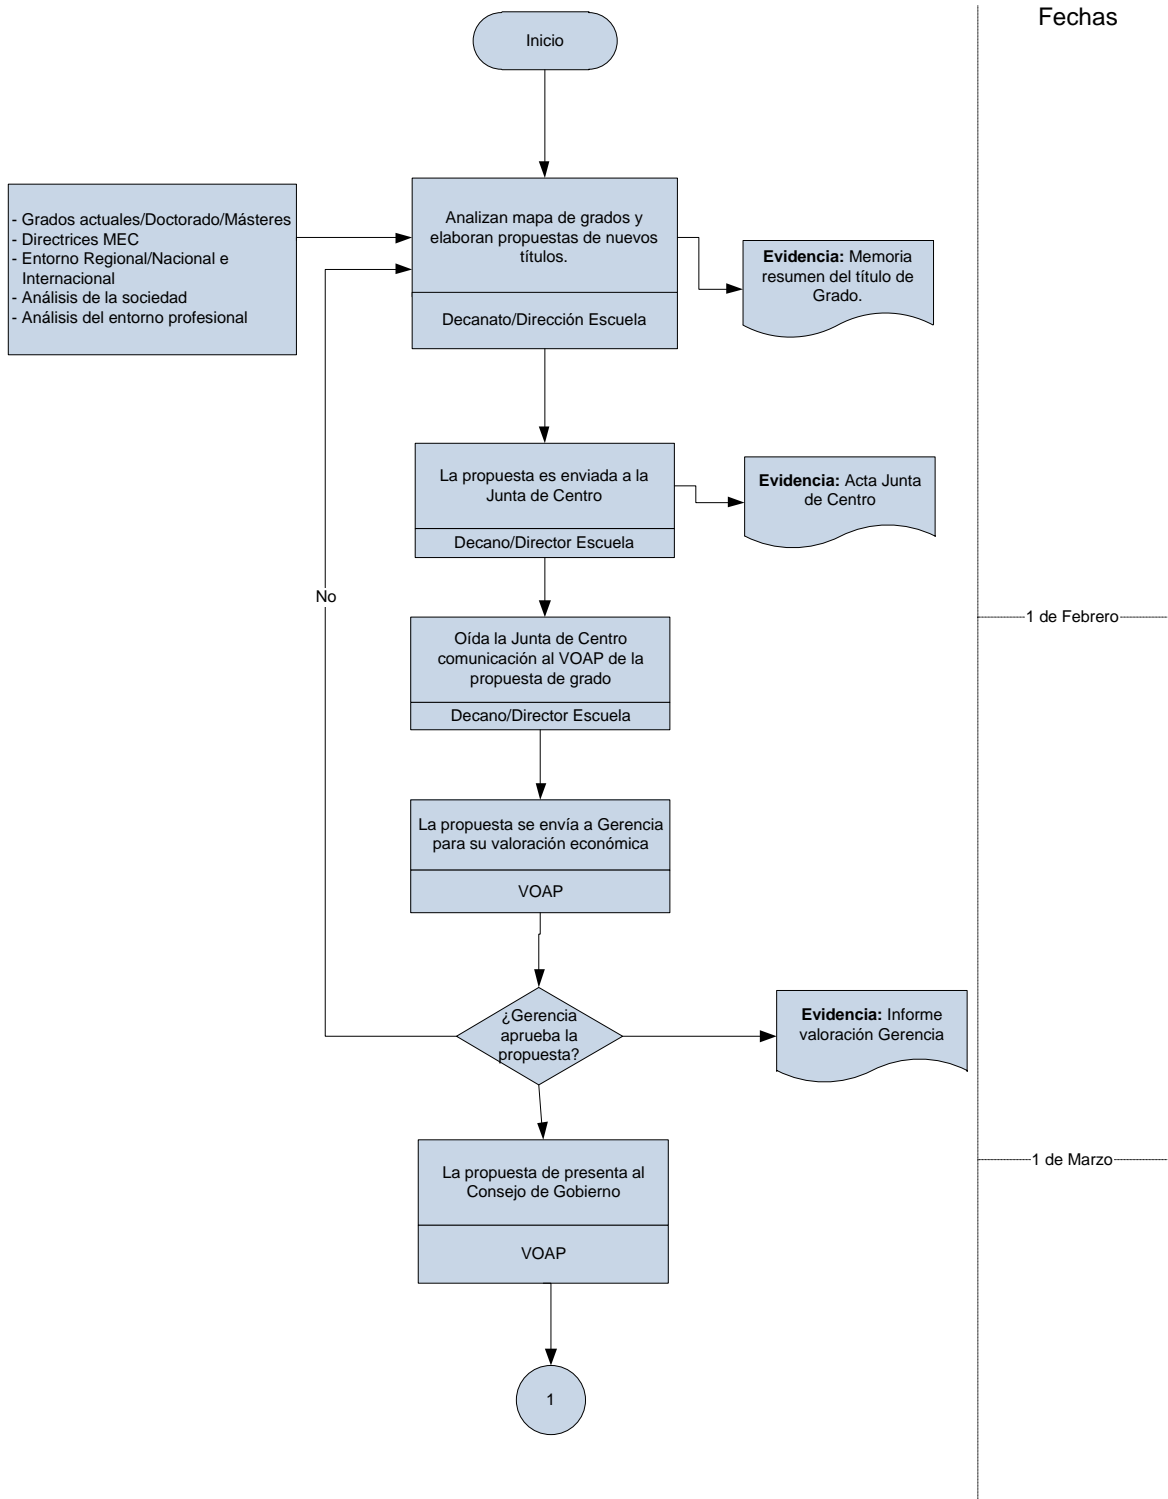 Fechas
Inicio
- Grados actuales/Doctorado/Másteres
- Directrices MEC
- Entorno Regional/Nacional e
Internacional
- Análisis de la sociedad
- Análisis del entorno profesional
Analizan mapa de grados y
elaboran propuestas de nuevos
títulos.
Decanato/Dirección Escuela
Evidencia: Memoria
resumen del título de
Grado.
La propuesta es enviada a la
Junta de Centro
Decano/Director Escuela
Evidencia: Acta Junta
de Centro
No
1 de Febrero
Oída la Junta de Centro
comunicación al VOAP de la
propuesta de grado
Decano/Director Escuela
La propuesta se envía a Gerencia
para su valoración económica
VOAP
¿Gerencia
aprueba la
propuesta?
Evidencia: Informe
valoración Gerencia
1 de Marzo
La propuesta de presenta al
Consejo de Gobierno
VOAP
1